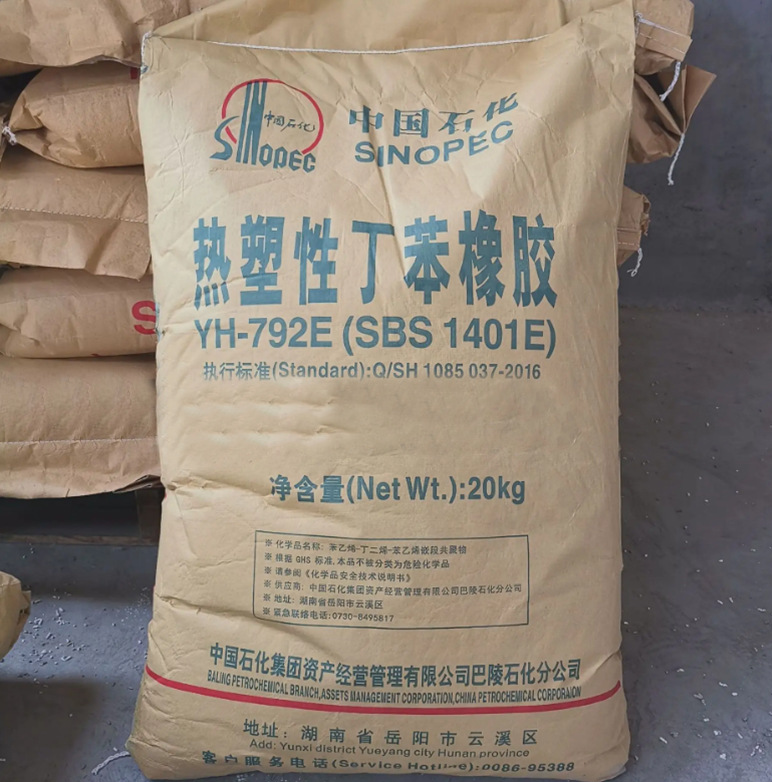 中国石化
SINOPEC
中国石化
SINOPEC
热塑性丁苯橡胶
YH-792E (SBS 1401E)
执行标准(Standard):Q/SH 1085 037-2016
净含量(Net Wt.):20kg
※ 化学品名称: 苯乙烯-丁二烯-苯乙烯嵌段共聚物
※ 根据 GHS 标准,本品不被分类为危险化学品
※ 请参阅《化学品安全技术说明书》
※ 供应商: 中国石化集团资产经营管理有限公司巴陵石化分公司
※ 地址: 湖南省岳阳市云溪区
※ 紧急联络电话:0730-8495817
中国石化集团资产经营管理有限公司巴陵石化分公司
BALING PETROCHEMICAL BRANCH,ASSETS MANAGEMENT CORPORATION,CHINA PETROCHEMICAL CORPORAION
地址: 湖南省岳阳市云溪区
Add: Yunxi district Yueyang city Hunan province
客户服务电话(Service Hotline):0086-95388
S